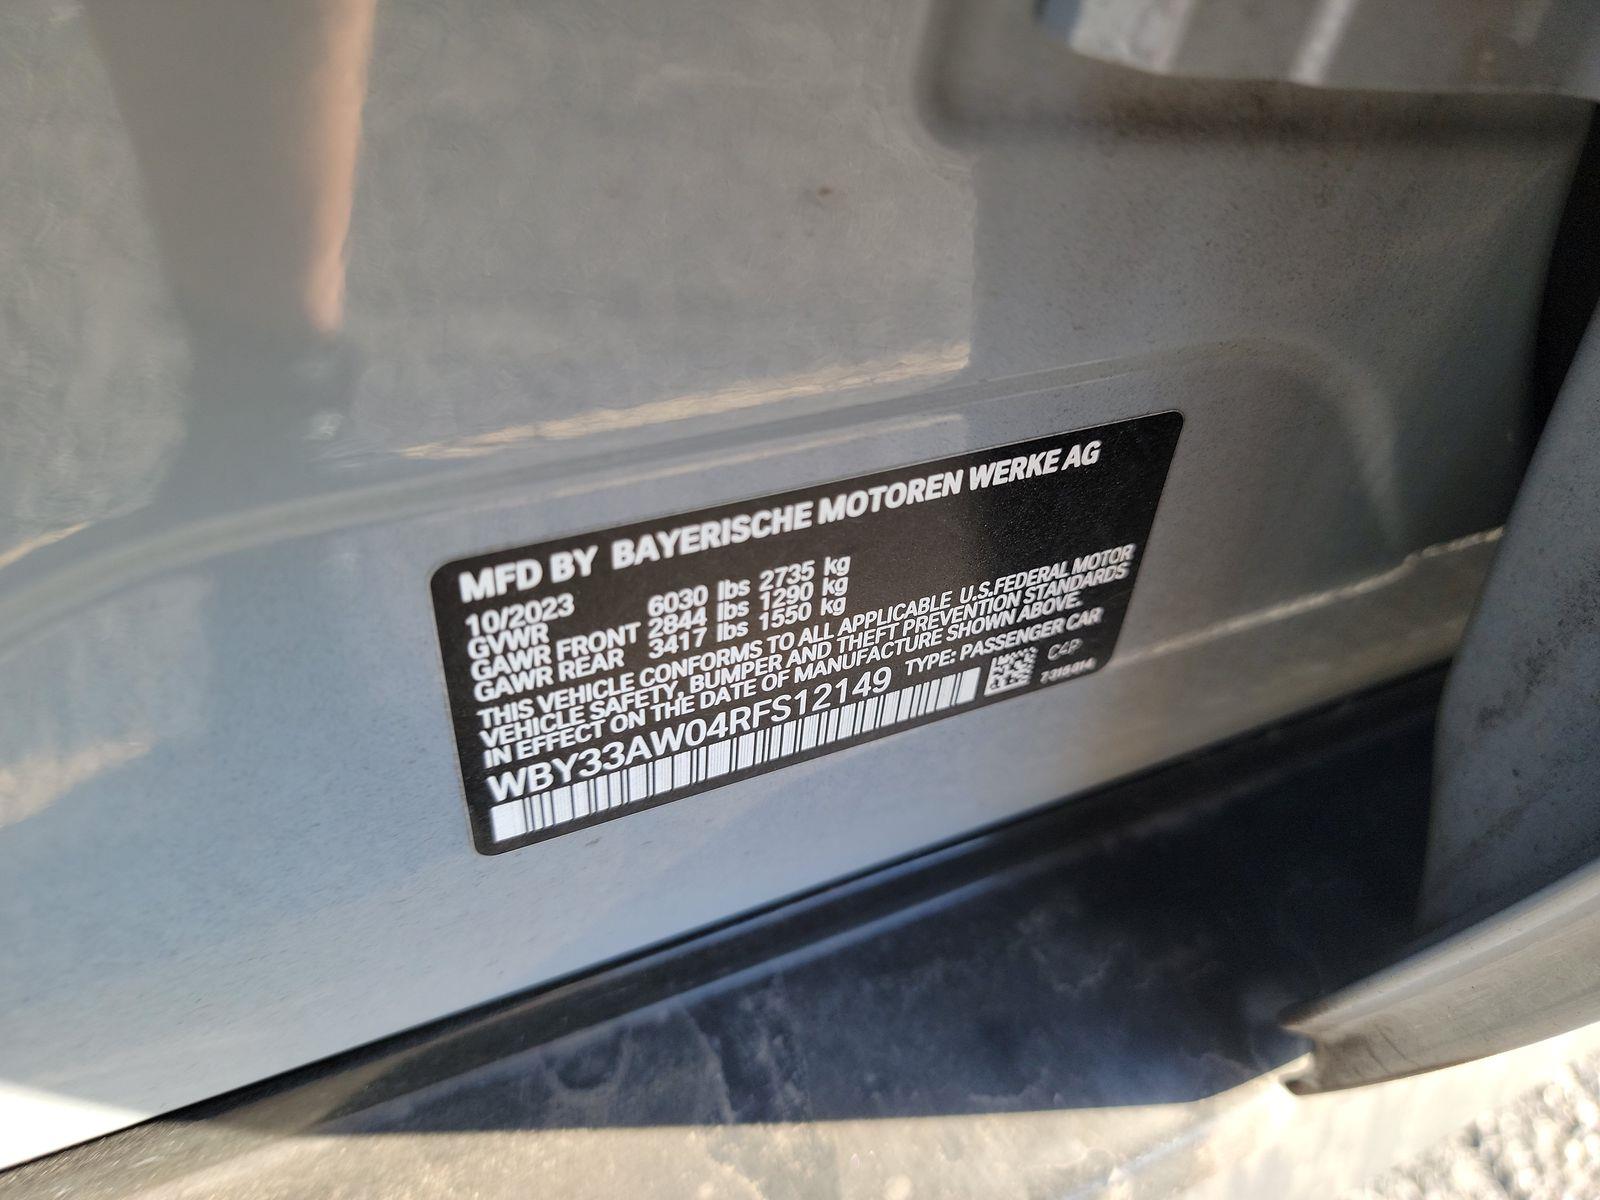 MFD BY BAYERISCHE MOTOREN WERKE AG
10/2023
GVWR 6030 lbs 2735 kg
GAWR FRONT 2844 lbs 1290 kg
GAWR REAR 3417 lbs 1550 kg
THIS VEHICLE CONFORMS TO ALL APPLICABLE U.S.FEDERAL MOTOR
VEHICLE SAFETY, BUMPER AND THEFT PREVENTION STANDARDS
IN EFFECT ON THE DATE OF MANUFACTURE SHOWN ABOVE.
WBY33AW04RFS12149 TYPE: PASSENGER CAR
C4P